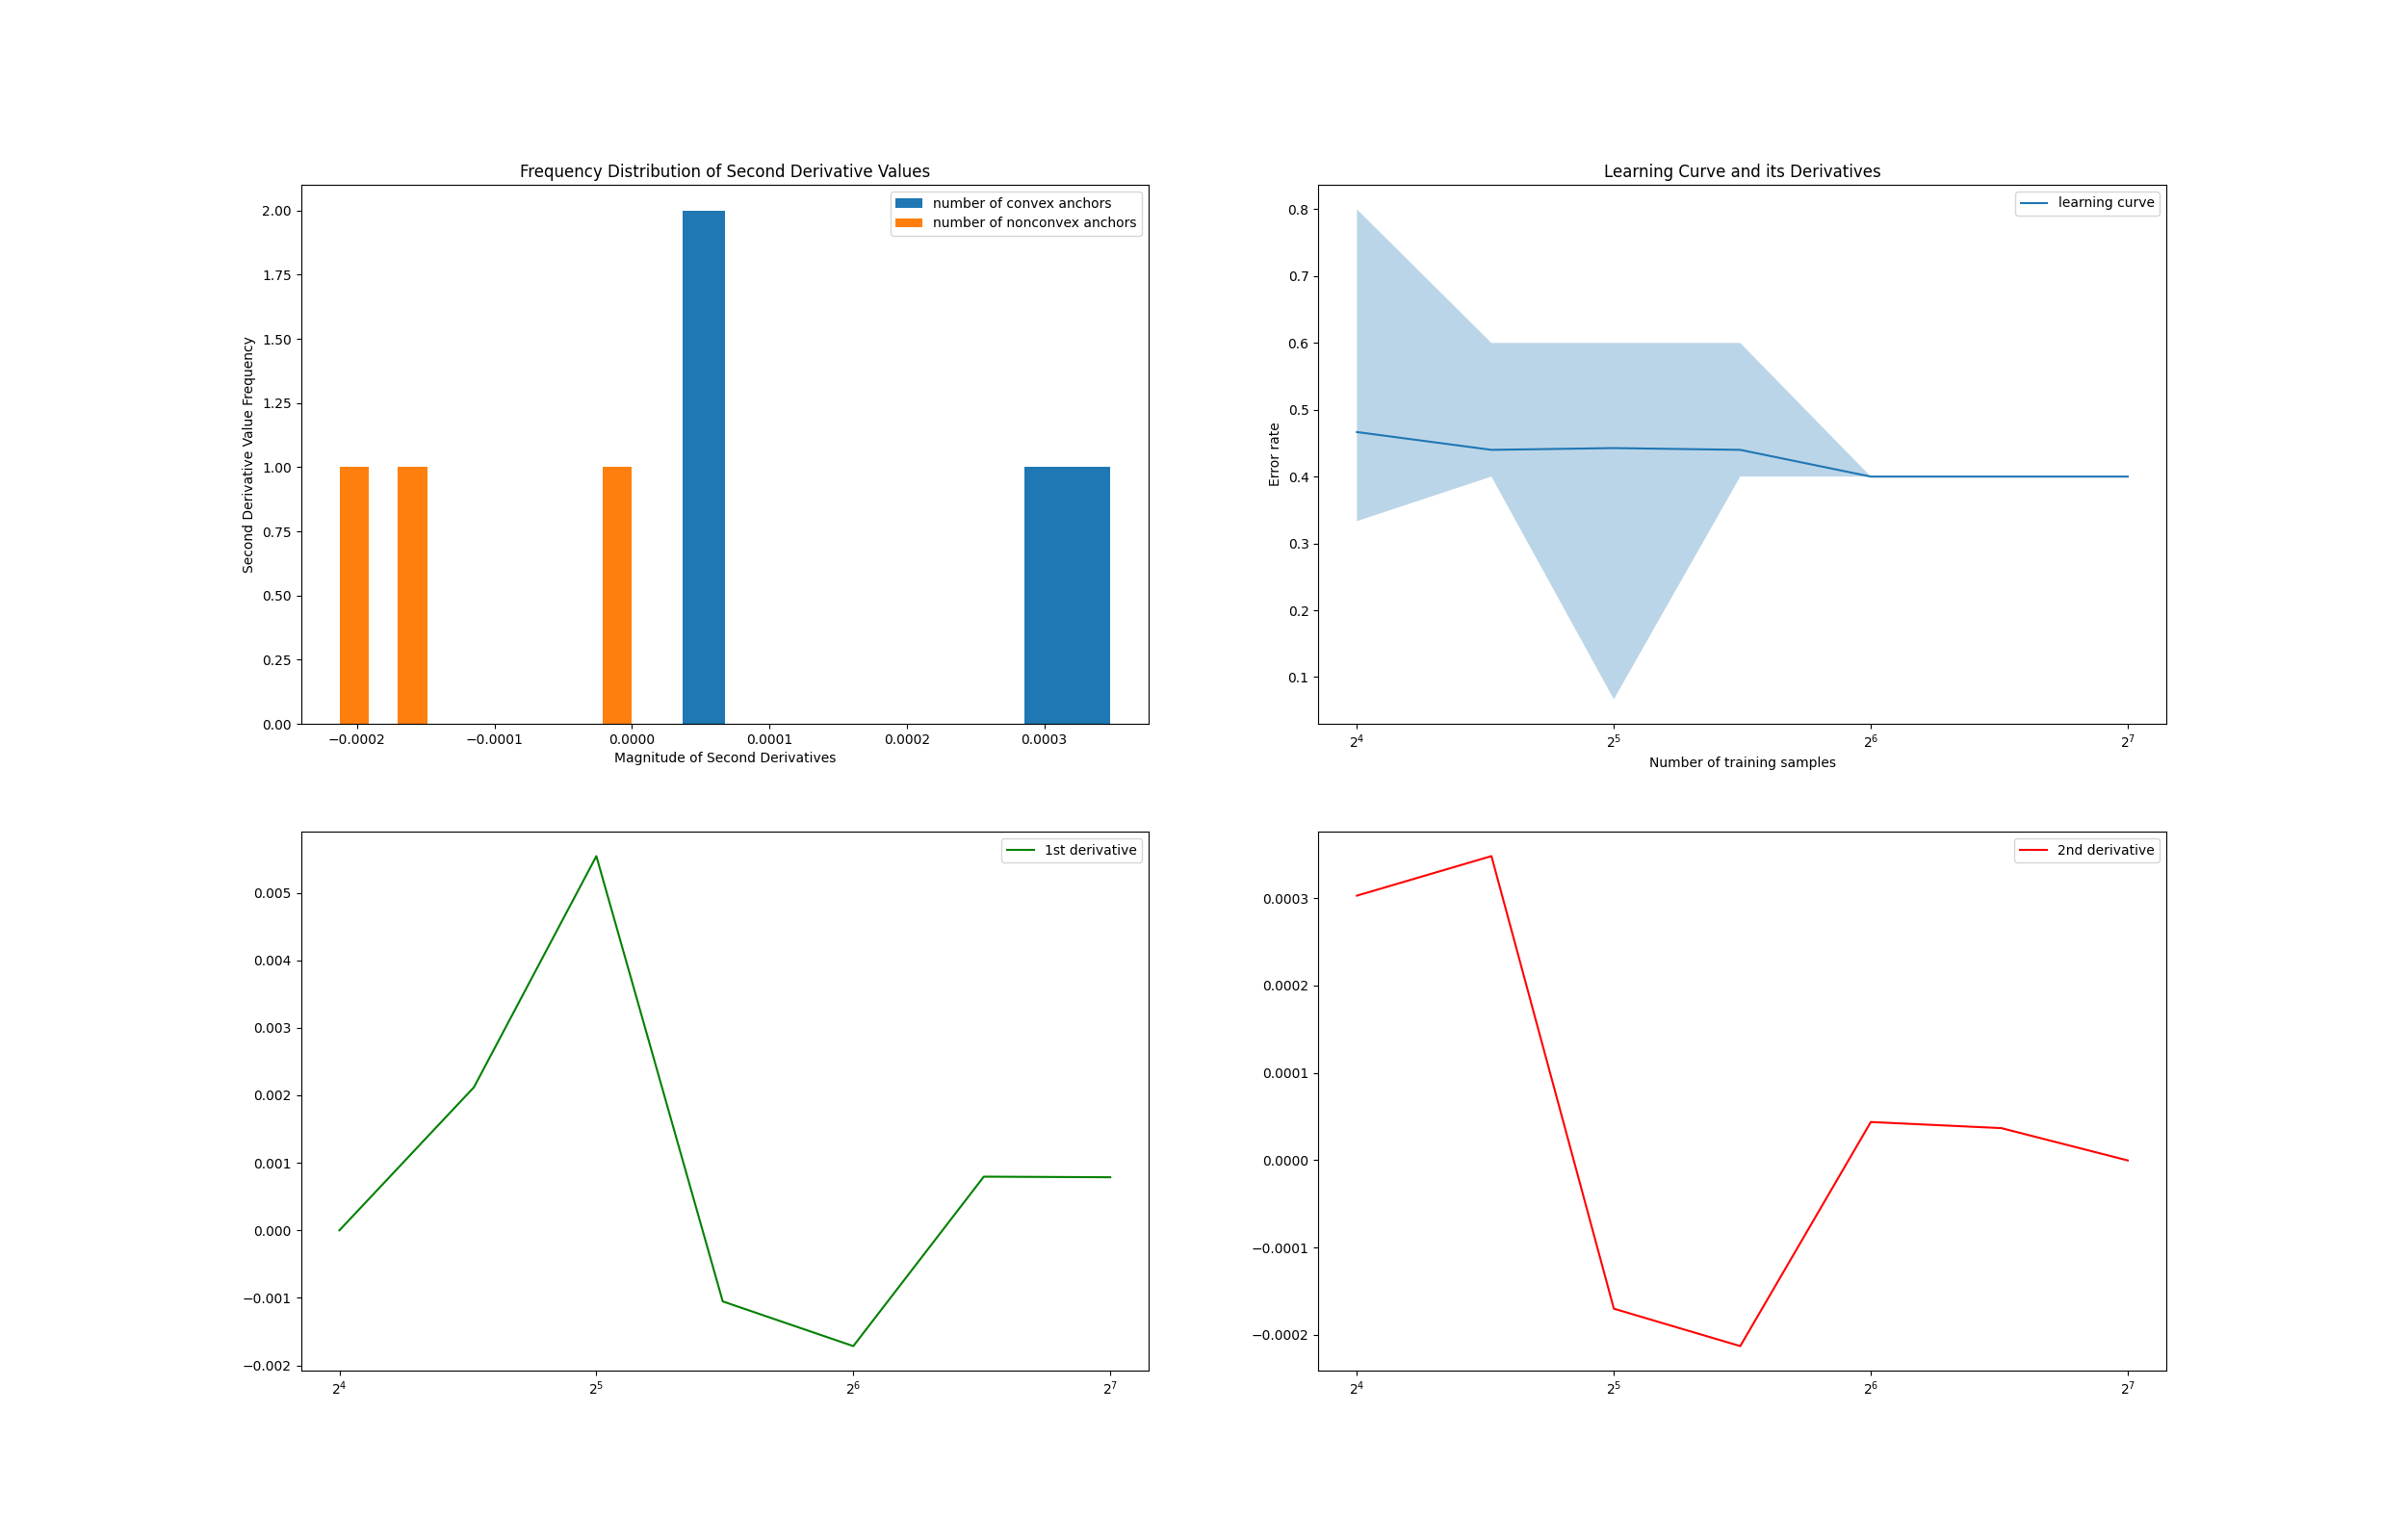 Frequency Distribution of Second Derivative Values
number of convex anchors
number of nonconvex anchors
2.00
1.75
1.50
1.25
1.00
0.75
0.50
0.25
0.00
Second Derivative Value Frequency
−0.0002 −0.0001 0.0000 0.0001 0.0002 0.0003
Magnitude of Second Derivatives
Learning Curve and its Derivatives
learning curve
0.8
0.7
0.6
0.5
0.4
0.3
0.2
0.1
Error rate
2⁴ 2⁵ 2⁶ 2⁷
Number of training samples
1st derivative
0.005
0.004
0.003
0.002
0.001
0.000
−0.001
−0.002
2⁴ 2⁵ 2⁶ 2⁷
2nd derivative
0.0003
0.0002
0.0001
0.0000
−0.0001
−0.0002
2⁴ 2⁵ 2⁶ 2⁷